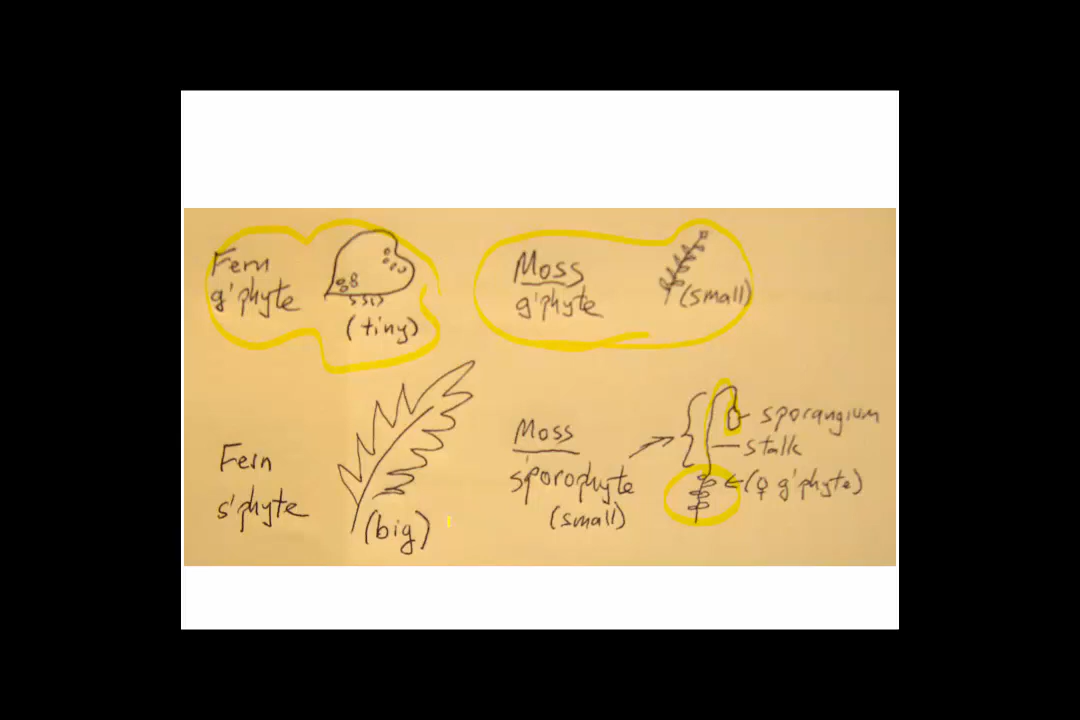 Fern
g'phyte
(tiny)
Moss
g'phyte
(small)
Fern
s'phyte
(big)
Moss
sporophyte
(small)
sporangium
stalk
(♀ g'phyte)